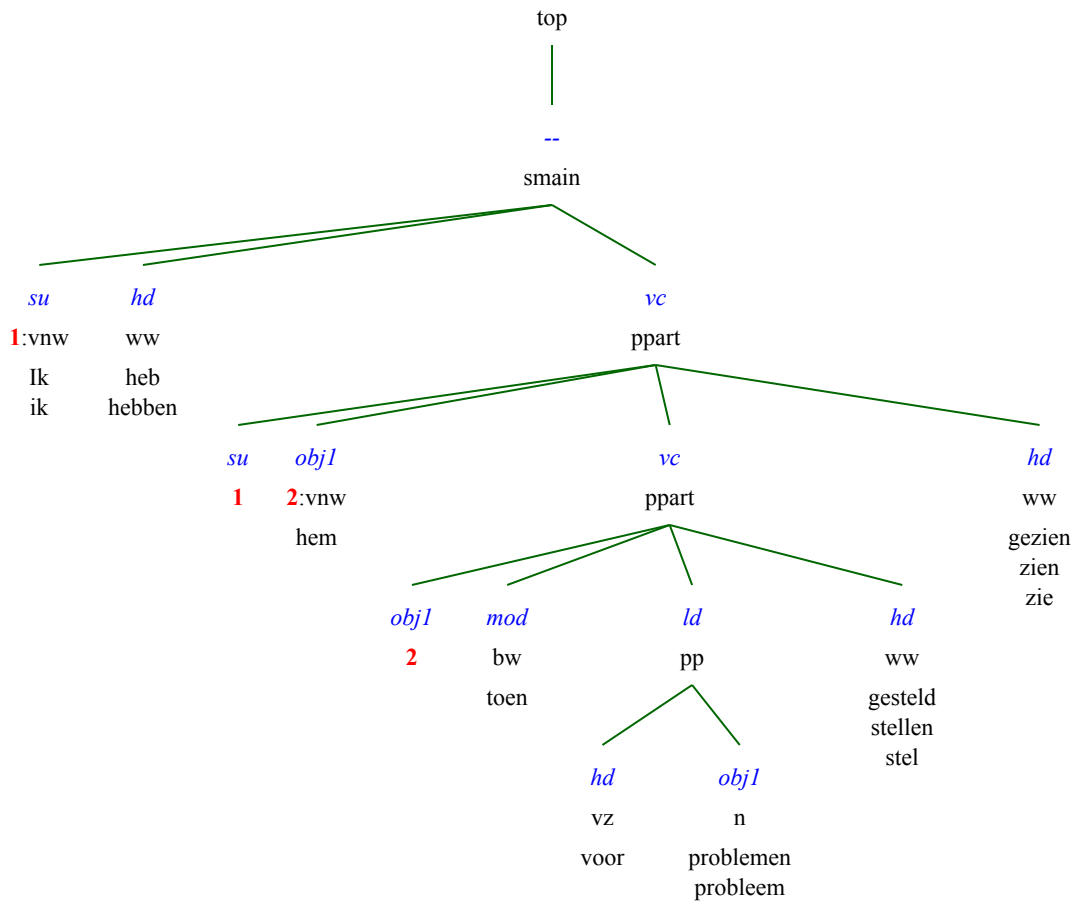 top
--
smain
su hd vc
1:vnw ww ppart
Ik heb
ik hebben
su obj1 vc hd
1 2:vnw ppart ww
hem gezien
zien
zie
obj1 mod ld hd
2 bw pp ww
toen gesteld
stellen
stel
hd obj1
vz n
voor problemen
probleem